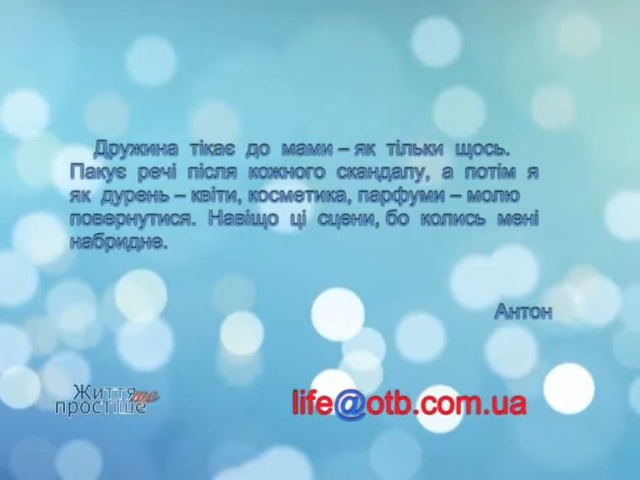 Дружина тікає до мами – як тільки щось.
Пакує речі після кожного скандалу, а потім я
як дурень – квіти, косметика, парфуми – молю
повернутися. Навіщо ці сцени, бо колись мені
набридне.
Антон
Життя ще
простіше
life@otb.com.ua